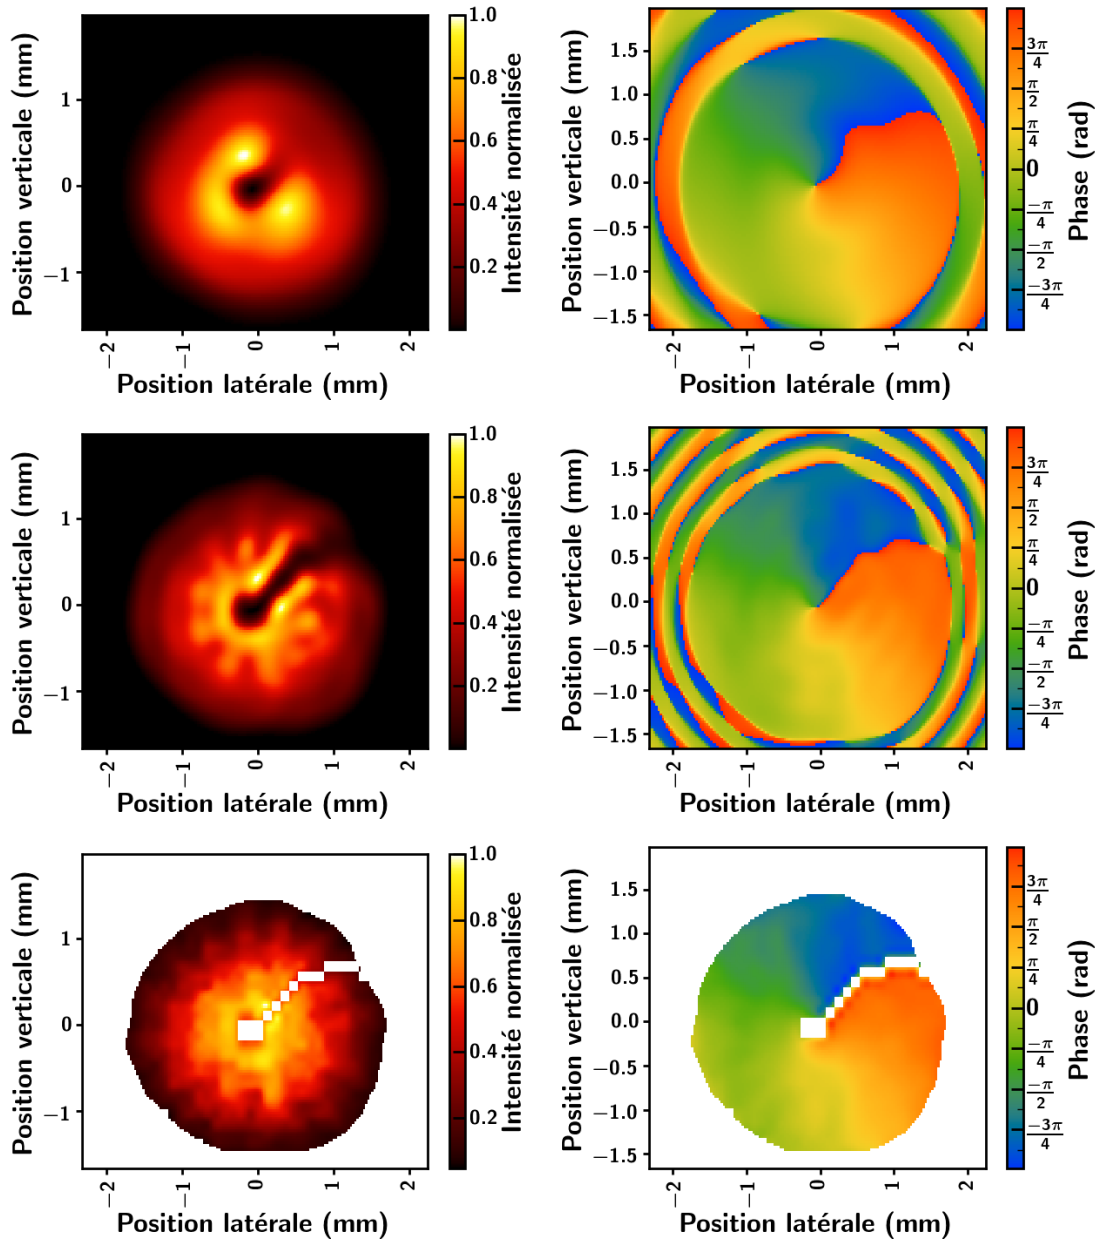 Position verticale (mm)
1
0
−1
−2
−1
0
1
2
Position latérale (mm)
1.0
0.8
0.6
0.4
0.2
Intensité normalisée
Position verticale (mm)
1.5
1.0
0.5
0.0
−0.5
−1.0
−1.5
−2
−1
0
1
2
Position latérale (mm)
3π/4
π/2
π/4
0
−π/4
−π/2
−3π/4
Phase (rad)
Position verticale (mm)
1
0
−1
−2
−1
0
1
2
Position latérale (mm)
1.0
0.8
0.6
0.4
0.2
Intensité normalisée
Position verticale (mm)
1.5
1.0
0.5
0.0
−0.5
−1.0
−1.5
−2
−1
0
1
2
Position latérale (mm)
3π/4
π/2
π/4
0
−π/4
−π/2
−3π/4
Phase (rad)
Position verticale (mm)
1
0
−1
−2
−1
0
1
2
Position latérale (mm)
1.0
0.8
0.6
0.4
0.2
Intensité normalisée
Position verticale (mm)
1.5
1.0
0.5
0.0
−0.5
−1.0
−1.5
−2
−1
0
1
2
Position latérale (mm)
3π/4
π/2
π/4
0
−π/4
−π/2
−3π/4
Phase (rad)